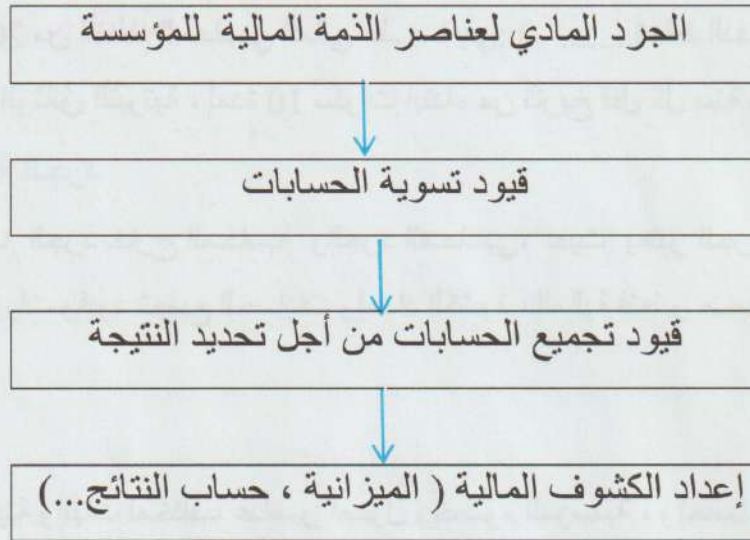 الجرد المادي لعناصر الذمة المالية للمؤسسة
قيود تسوية الحسابات
قيود تجميع الحسابات من أجل تحديد النتيجة
إعداد الكشوف المالية ( الميزانية ، حساب النتائج...)